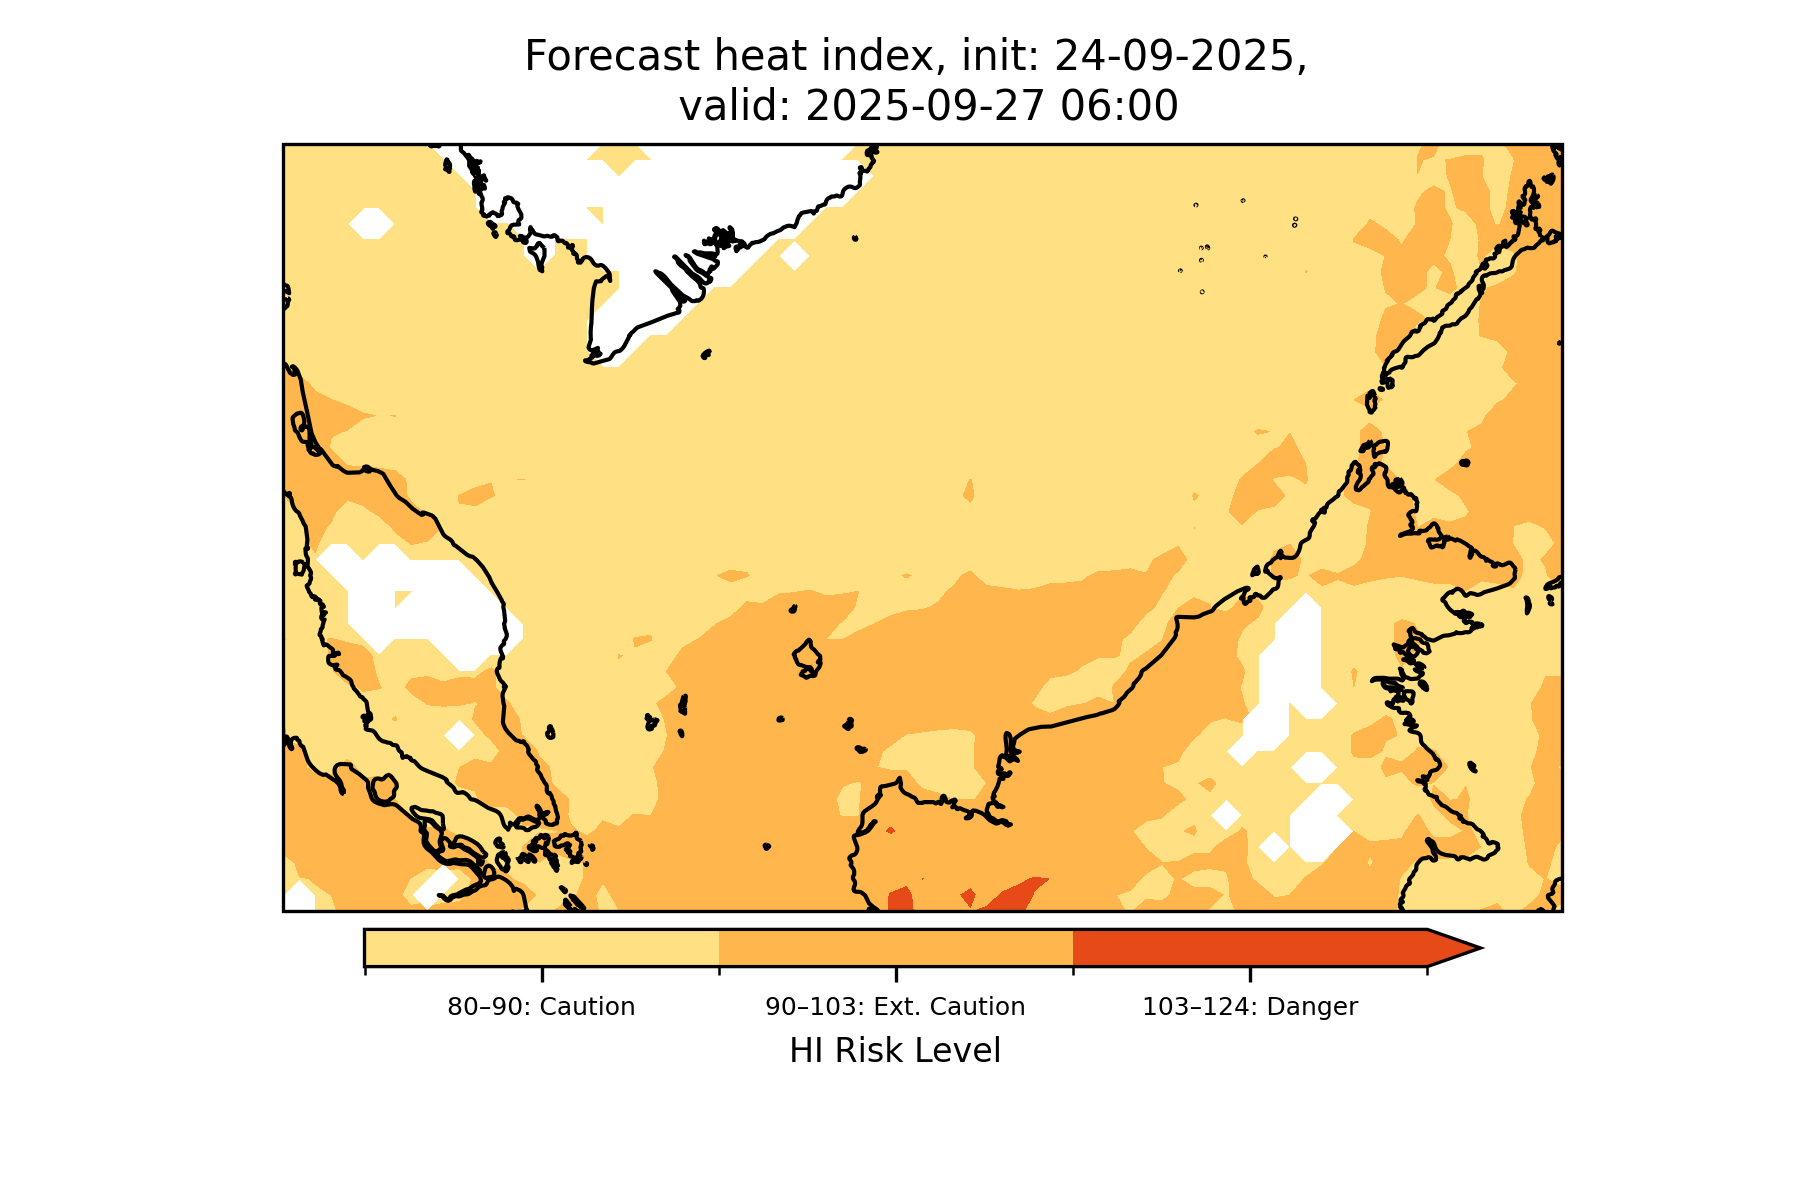 Forecast heat index, init: 24-09-2025,
valid: 2025-09-27 06:00
80–90: Caution
90–103: Ext. Caution
103–124: Danger
HI Risk Level